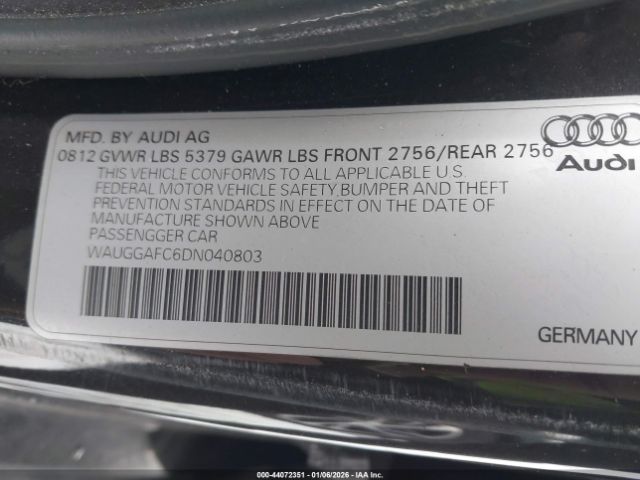 MFD. BY AUDI AG
0812 GVWR LBS 5379 GAWR LBS FRONT 2756/REAR 2756
THIS VEHICLE CONFORMS TO ALL APPLICABLE U.S.
FEDERAL MOTOR VEHICLE SAFETY,BUMPER AND THEFT
PREVENTION STANDARDS IN EFFECT ON THE DATE OF
MANUFACTURE SHOWN ABOVE
PASSENGGER CAR
WAUGGAFC6DN040803
Audi
GERMANY
000-44072351 - 01/06/2026 - IAA Inc.